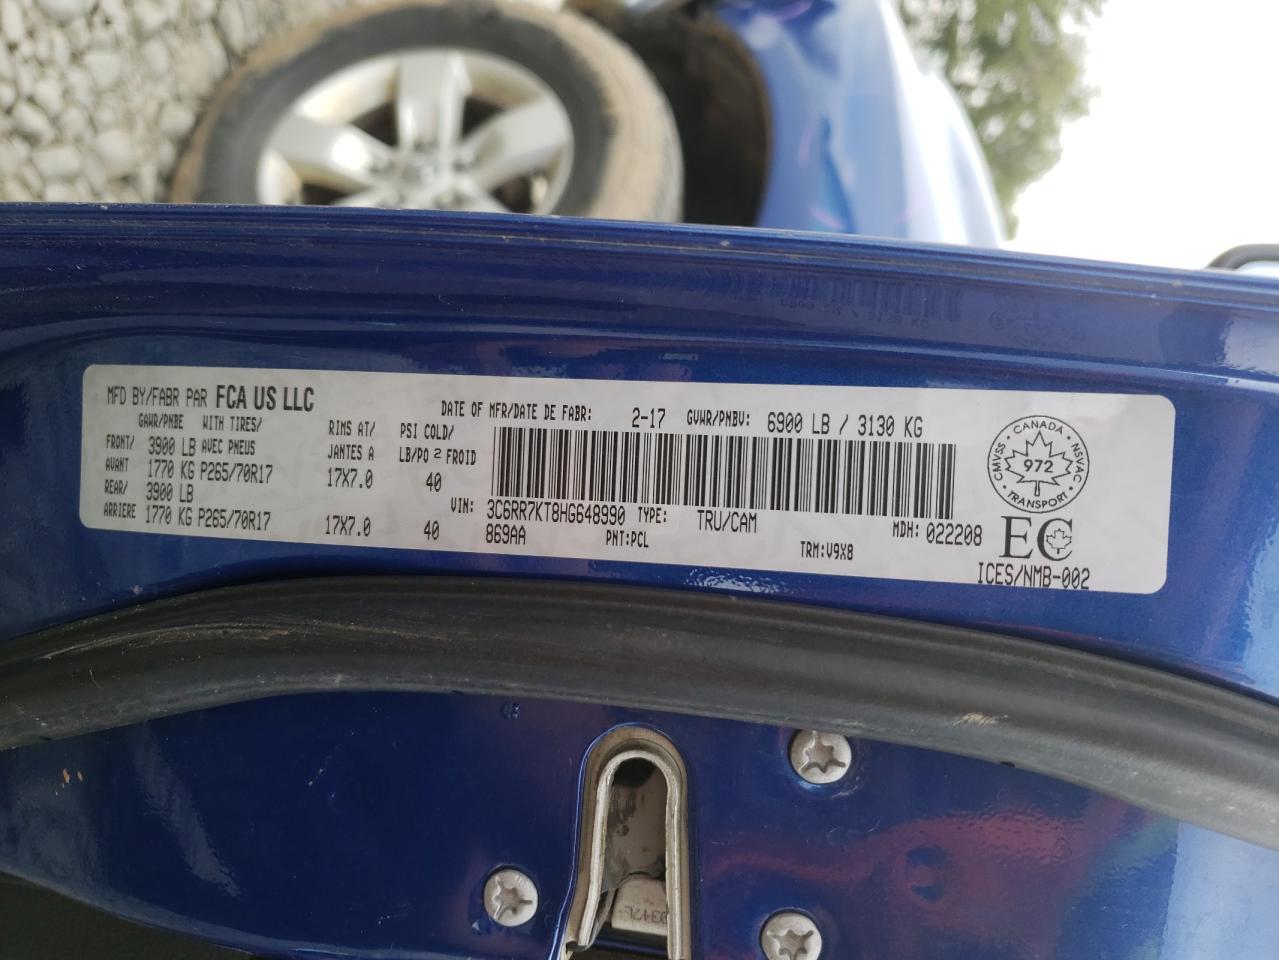 MFD BY/FABR PAR FCA US LLC
DATE OF MFR/DATE DE FABR: 2-17 GVWR/PNBV: 6900 LB / 3130 KG
GAWR/PNBE WITH TIRES/ RIMS AT/ PSI COLD/
FRONT/ 3900 LB AVEC PNEUS JANTES A LB/PO 2 FROID
AVANT 1770 KG P265/70R17 17X7.0 40
REAR/ 3900 LB
ARRIERE 1770 KG P265/70R17 17X7.0 40
VIN: 3C6RR7KT8HG648990 TYPE: TRU/CAM MDH: 022208
869AA PNT:PCL TRM:V9X8
CANADA
CMVSS NSVAC
972
TRANSPORT
EC
ICES/NMB-002